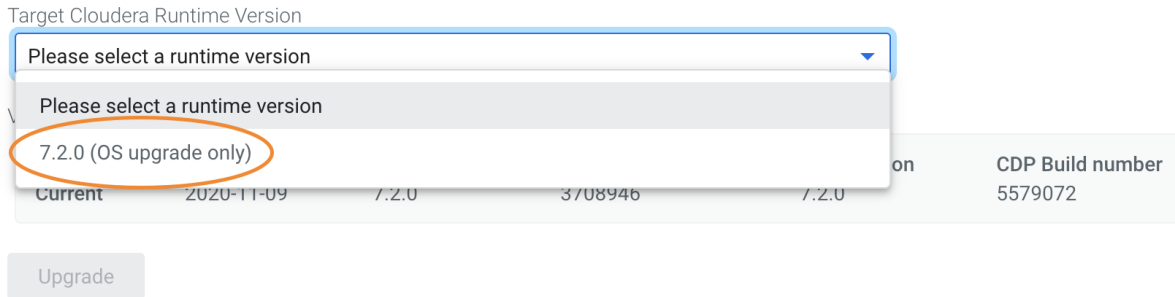 Target Cloudera Runtime Version
Please select a runtime version
Please select a runtime version
7.2.0 (OS upgrade only)
on CDP Build number
Current 2020-11-09 7.2.0 3708946 7.2.0 5579072
Upgrade